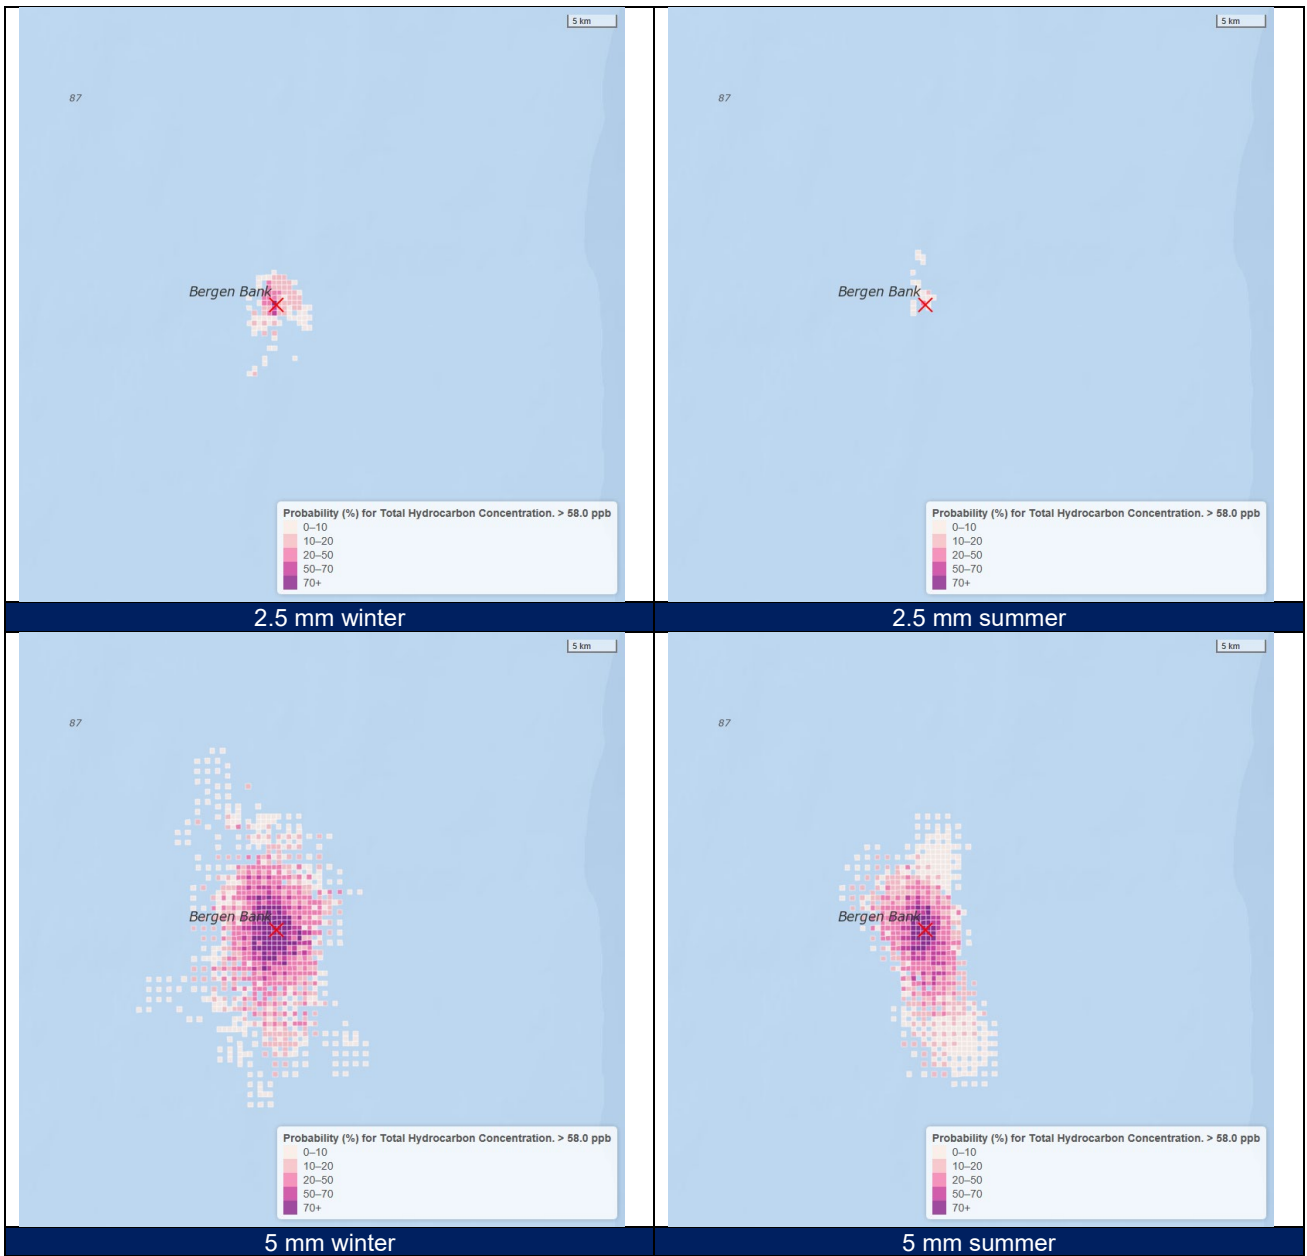 5 km
87
Bergen Bank
Probability (%) for Total Hydrocarbon Concentration. > 58.0 ppb
0–10
10–20
20–50
50–70
70+
2.5 mm winter
5 km
87
Bergen Bank
Probability (%) for Total Hydrocarbon Concentration. > 58.0 ppb
0–10
10–20
20–50
50–70
70+
2.5 mm summer
5 km
87
Bergen Bank
Probability (%) for Total Hydrocarbon Concentration. > 58.0 ppb
0–10
10–20
20–50
50–70
70+
5 mm winter
5 km
87
Bergen Bank
Probability (%) for Total Hydrocarbon Concentration. > 58.0 ppb
0–10
10–20
20–50
50–70
70+
5 mm summer